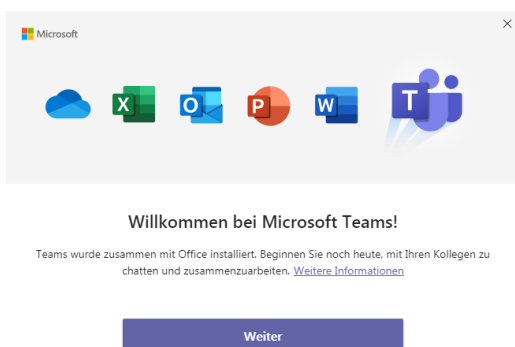 Microsoft
X O P W T
Willkommen bei Microsoft Teams!
Teams wurde zusammen mit Office installiert. Beginnen Sie noch heute, mit Ihren Kollegen zu
chatten und zusammenzuarbeiten. Weitere Informationen
Weiter